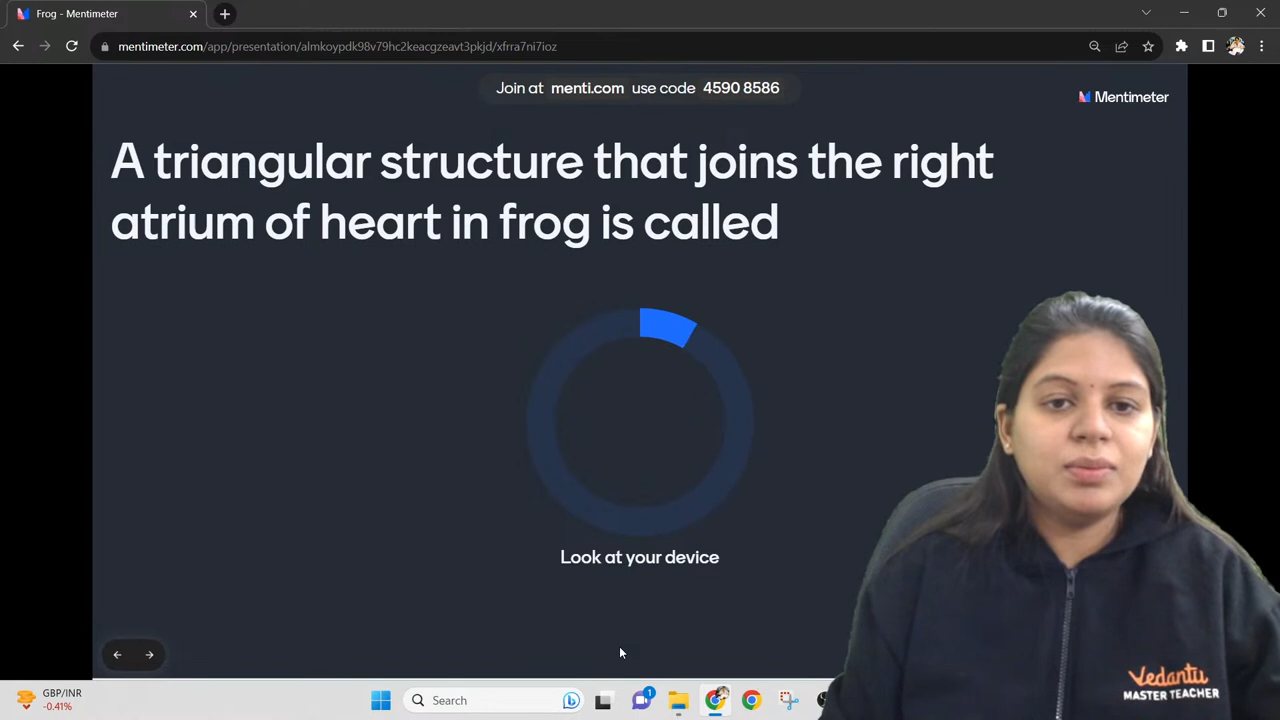 Frog - Mentimeter
mentimeter.com/app/presentation/almkoypdk98v79hc2keacgzeavt3pkjd/xfrra7ni7ioz
Join at menti.com use code 4590 8586
Mentimeter
A triangular structure that joins the right
atrium of heart in frog is called
Look at your device
Vedantu
MASTER TEACHER
GBP/INR
-0.41%
Search
1